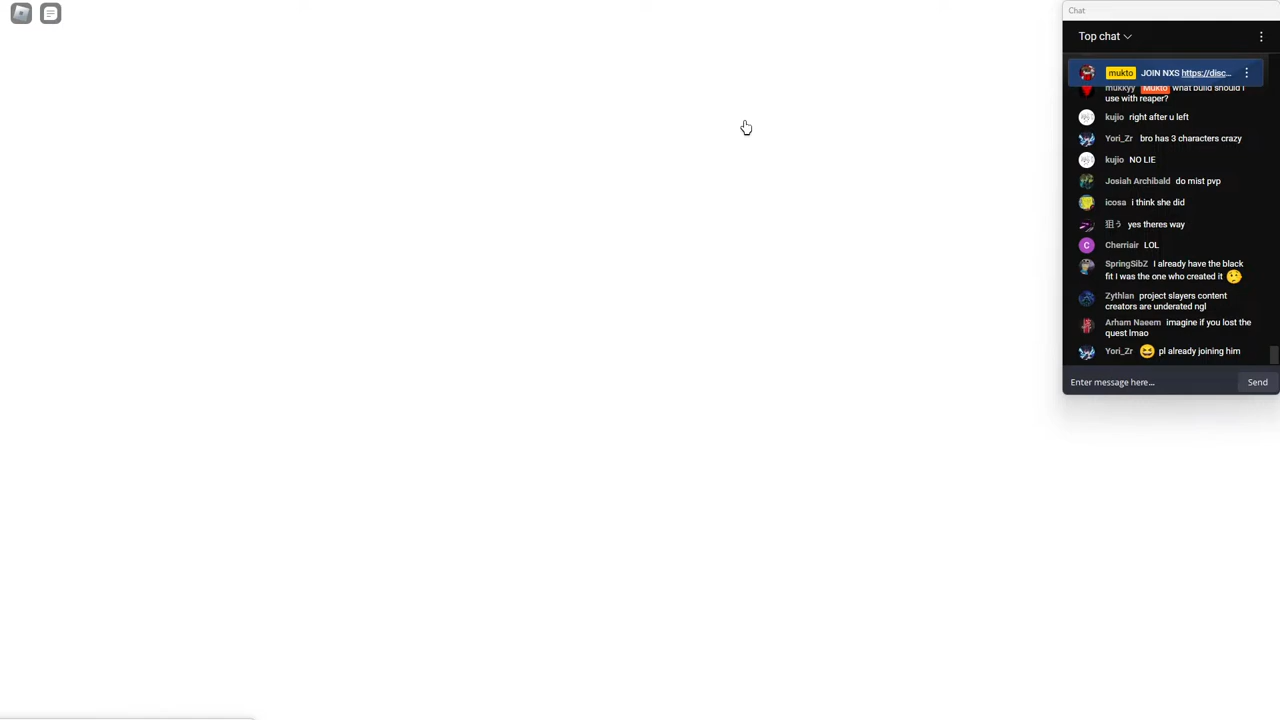 Chat
Top chat
mukto JOIN NXS https://disc...
mukkyy Mukto what build should i
use with reaper?
kujio right after u left
Yori_Zr bro has 3 characters crazy
kujio NO LIE
Josiah Archibald do mist pvp
icosa i think she did
狙う yes theres way
C Cherriair LOL
SpringSibZ I already have the black
fit I was the one who created it
Zythlan project slayers content
creators are underated ngl
Arham Naeem imagine if you lost the
quest lmao
Yori_Zr pl already joining him
Enter message here... Send